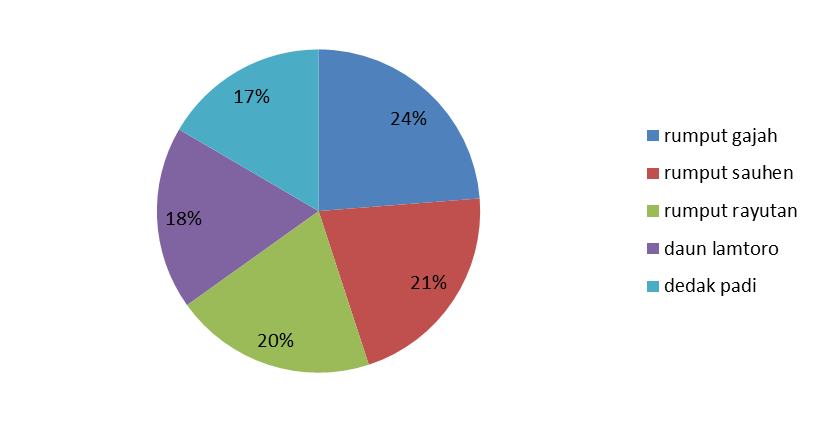 17%
24%
18%
21%
20%
rumput gajah
rumput sauhen
rumput rayutan
daun lamtoro
dedak padi